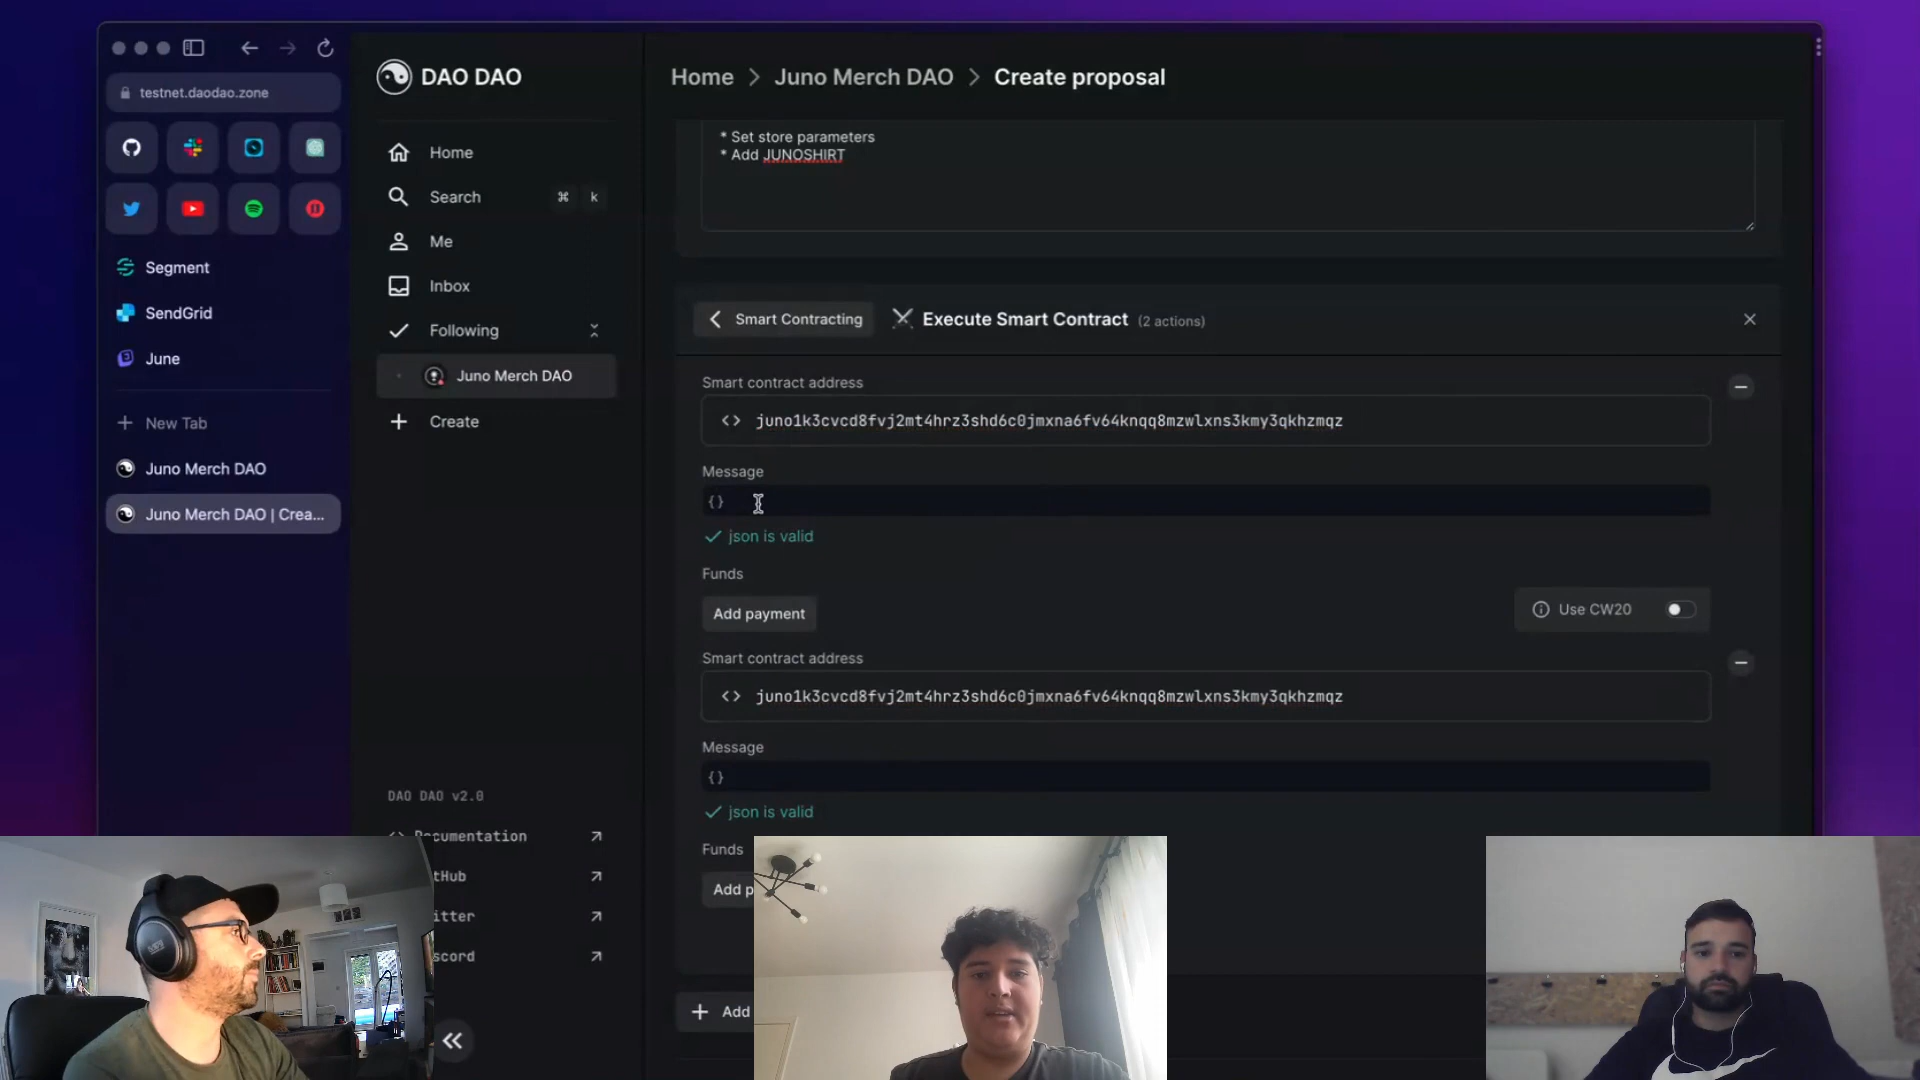 testnet.daodao.zone
Segment
SendGrid
June
New Tab
Juno Merch DAO
Juno Merch DAO | Crea...
DAO DAO
Home
Search
⌘ k
Me
Inbox
Following
Juno Merch DAO
Create
DAO DAO v2.0
Documentation
tHub
itter
scord
Home > Juno Merch DAO > Create proposal
* Set store parameters
* Add JUNOSHIRT
Smart Contracting
Execute Smart Contract (2 actions)
Smart contract address
juno1k3cvcd8fvj2mt4hrz3shd6c0jmxna6fv64knqq8mzwlxns3kmy3qkhzmqz
Message
{}
json is valid
Funds
Add payment
Use CW20
Smart contract address
juno1k3cvcd8fvj2mt4hrz3shd6c0jmxna6fv64knqq8mzwlxns3kmy3qkhzmqz
Message
{}
json is valid
Funds
Add p
Add